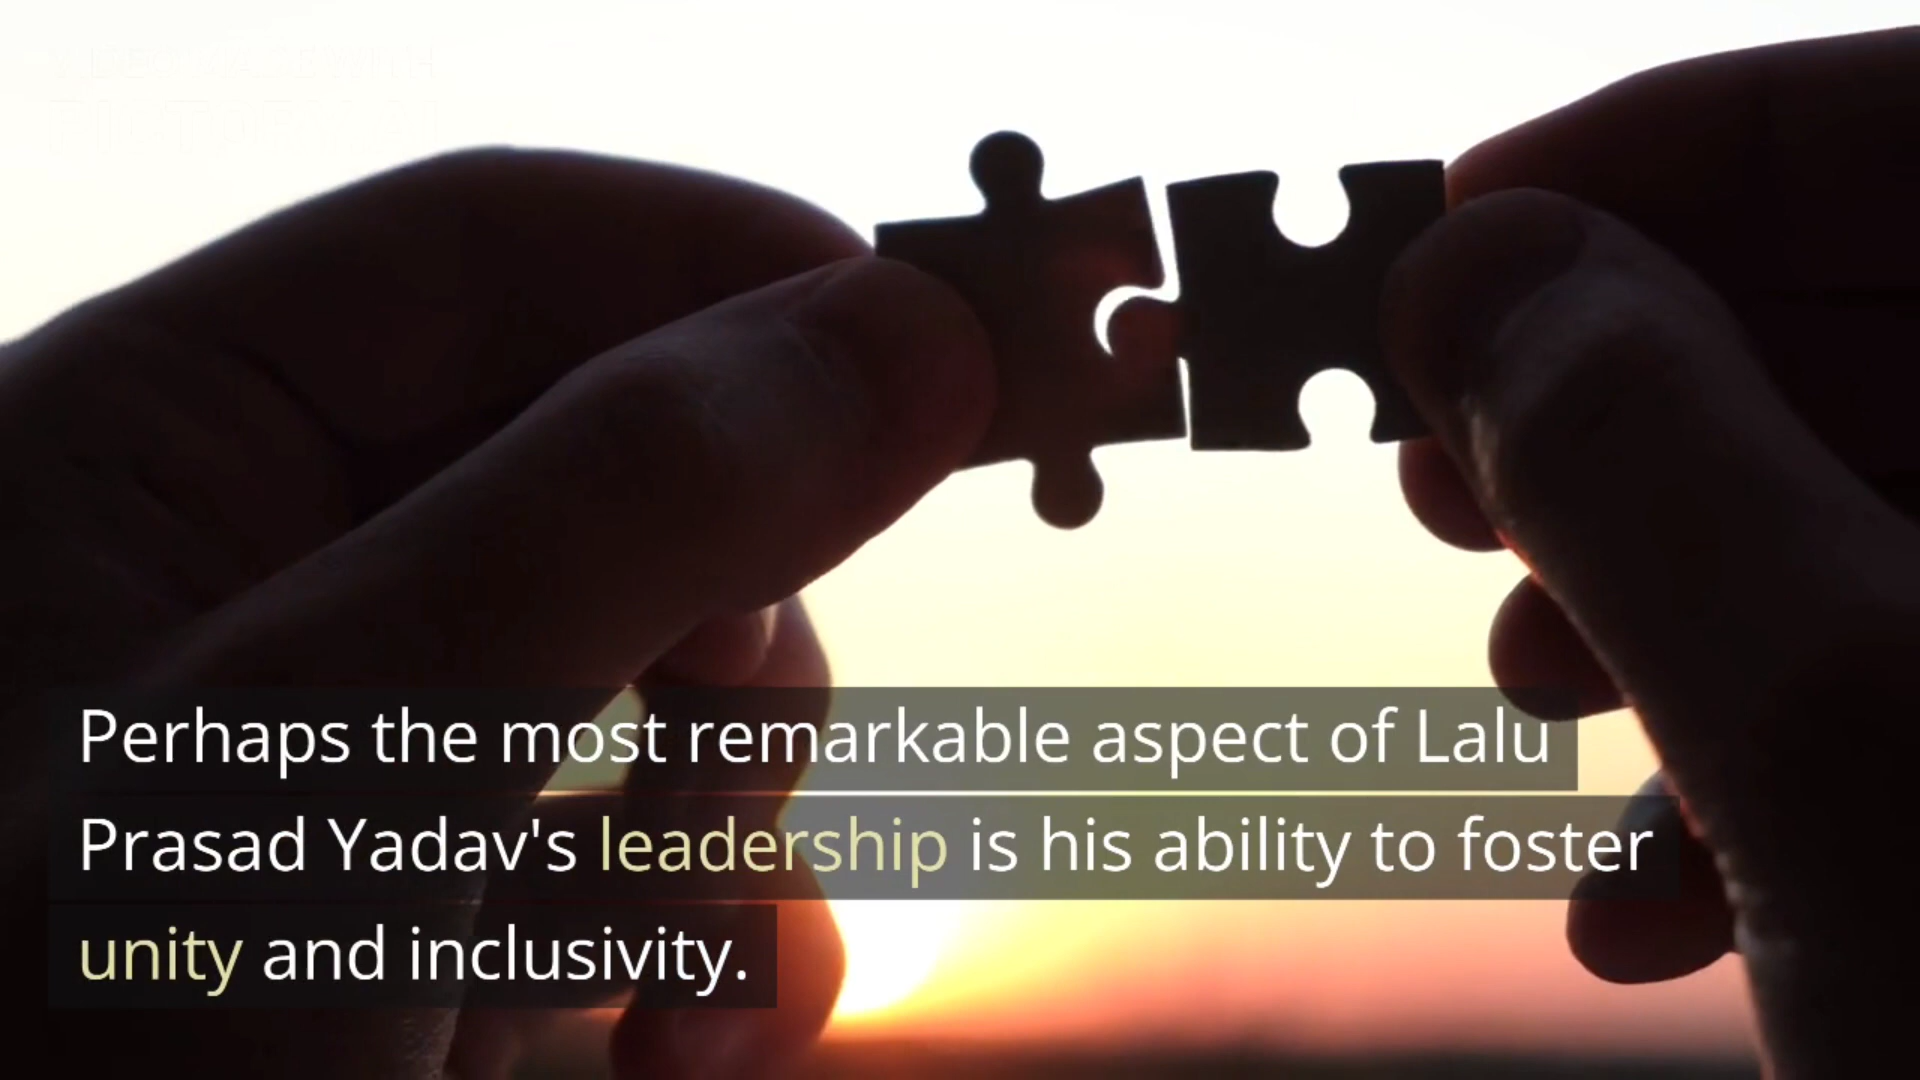 Perhaps the most remarkable aspect of Lalu
Prasad Yadav's leadership is his ability to foster
unity and inclusivity.